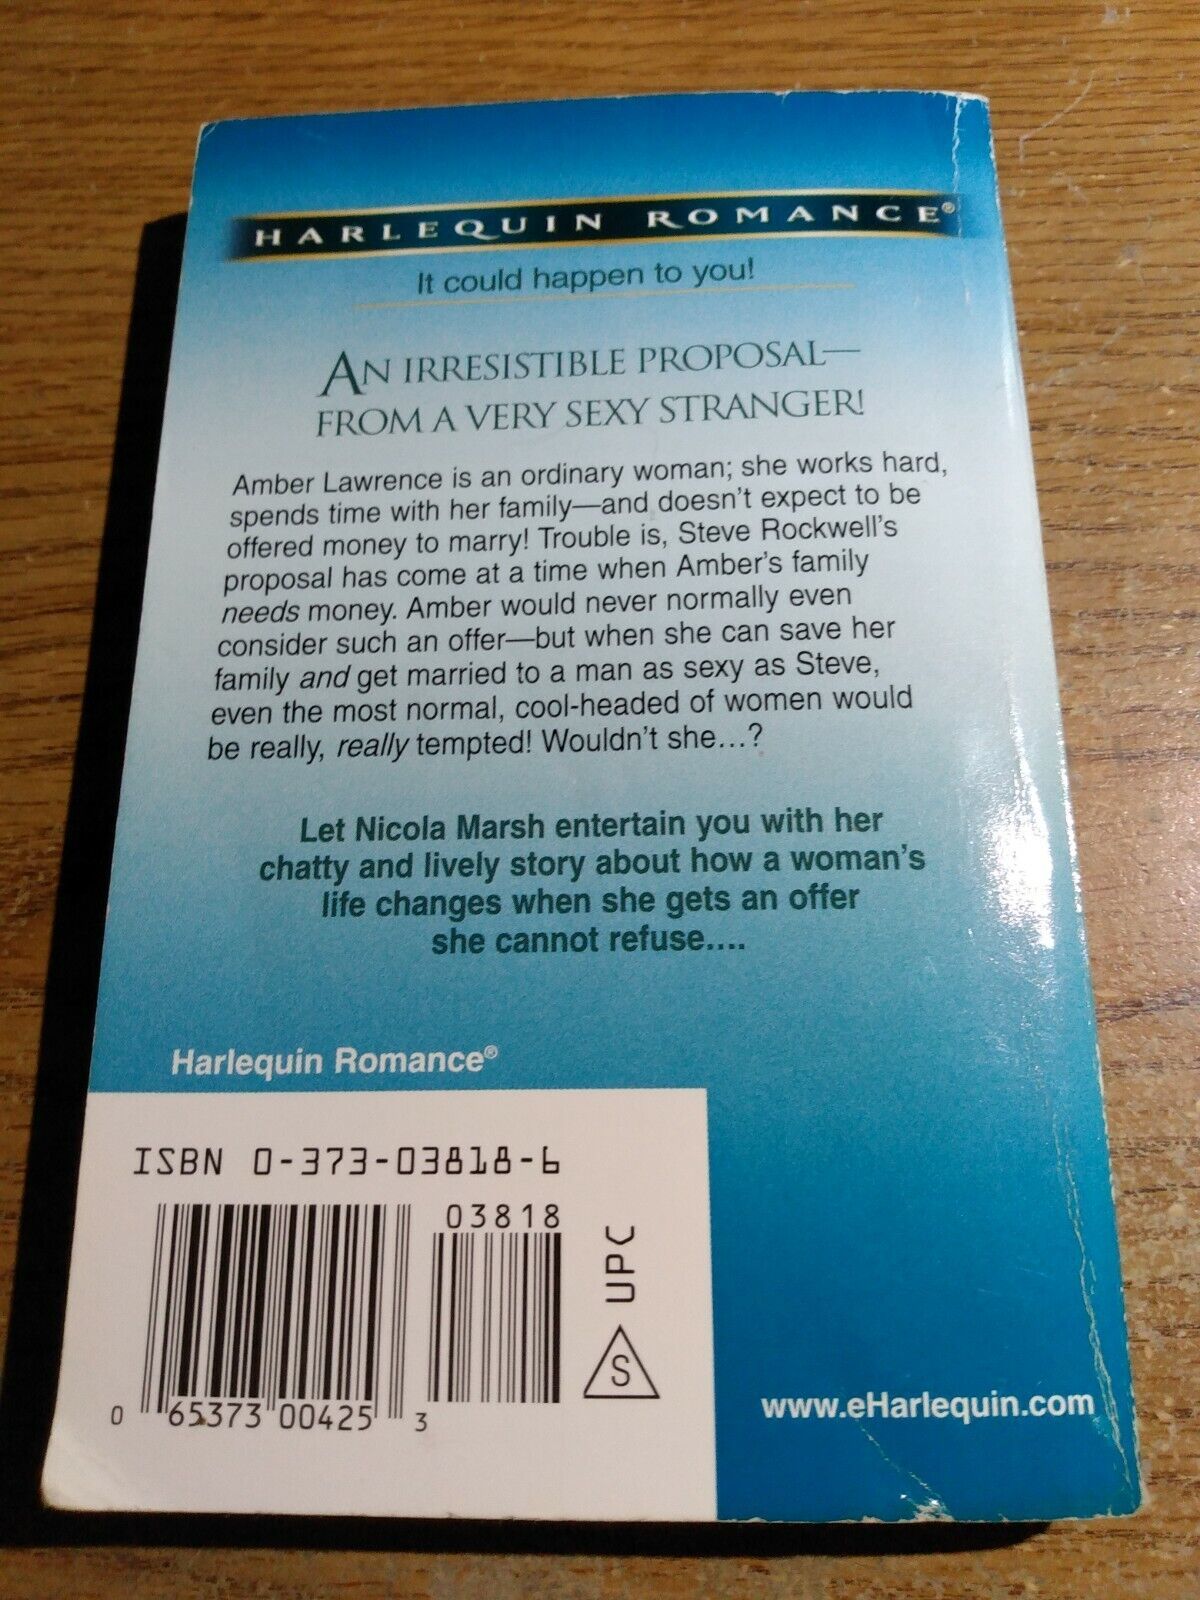 HARLEQUIN ROMANCE®
It could happen to you!
AN IRRESISTIBLE PROPOSAL—
FROM A VERY SEXY STRANGER!
Amber Lawrence is an ordinary woman; she works hard,
spends time with her family—and doesn't expect to be
offered money to marry! Trouble is, Steve Rockwell's
proposal has come at a time when Amber's family
needs money. Amber would never normally even
consider such an offer—but when she can save her
family and get married to a man as sexy as Steve,
even the most normal, cool-headed of women would
be really, really tempted! Wouldn't she...?
Let Nicola Marsh entertain you with her
chatty and lively story about how a woman's
life changes when she gets an offer
she cannot refuse....
Harlequin Romance®
ISBN 0-373-03818-6
03818
UPC
S
0 65373 00425 3
www.eHarlequin.com